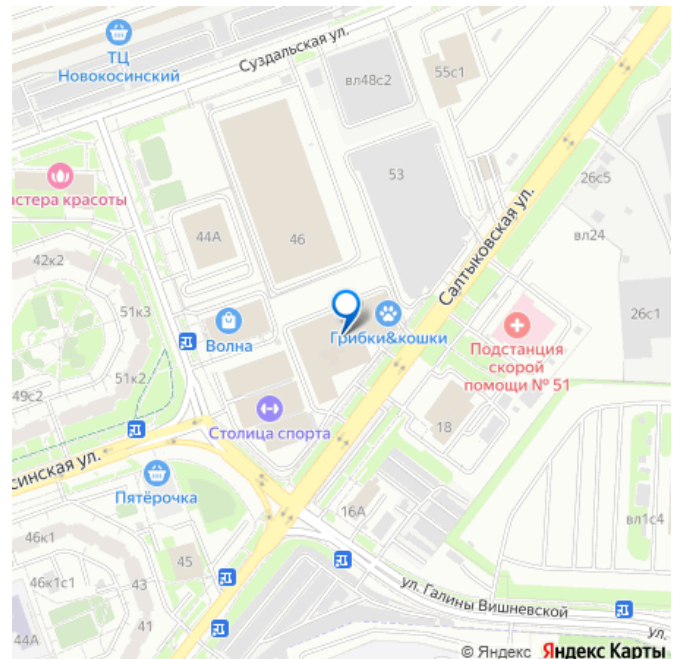 ТЦ
Новокосинский
Суздальская ул.
вл48с2
55с1
53
26с5
астера красоты
44А
46
Салтыковская ул.
вл24
42к2
51к3
26с1
Волна
Грибки&кошки
Подстанция
скорой
помощи № 51
51к2
49с2
Столица спорта
18
синская ул.
Пятёрочка
16А
вл1с4
46к1
45
46к1с1
43
ул. Галины Вишневской
41
44А
ул.
© Яндекс Яндекс Карты